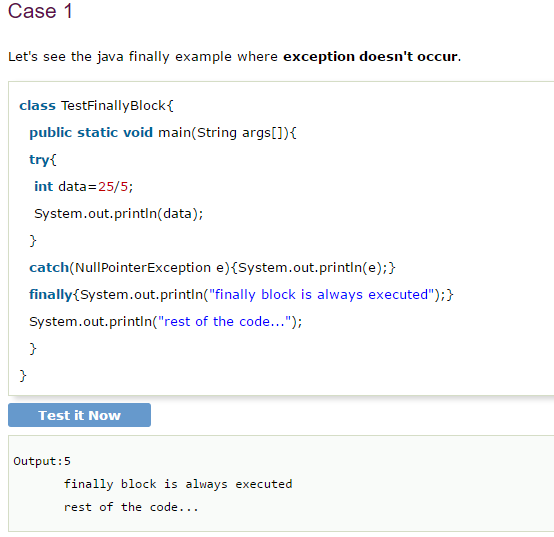 Case 1
Let's see the java finally example where exception doesn't occur.
class TestFinallyBlock{
public static void main(String args[]){
try{
int data=25/5;
System.out.println(data);
}
catch(NullPointerException e){System.out.println(e);}
finally{System.out.println("finally block is always executed");}
System.out.println("rest of the code...");
}
}
Test it Now
Output:5
finally block is always executed
rest of the code...